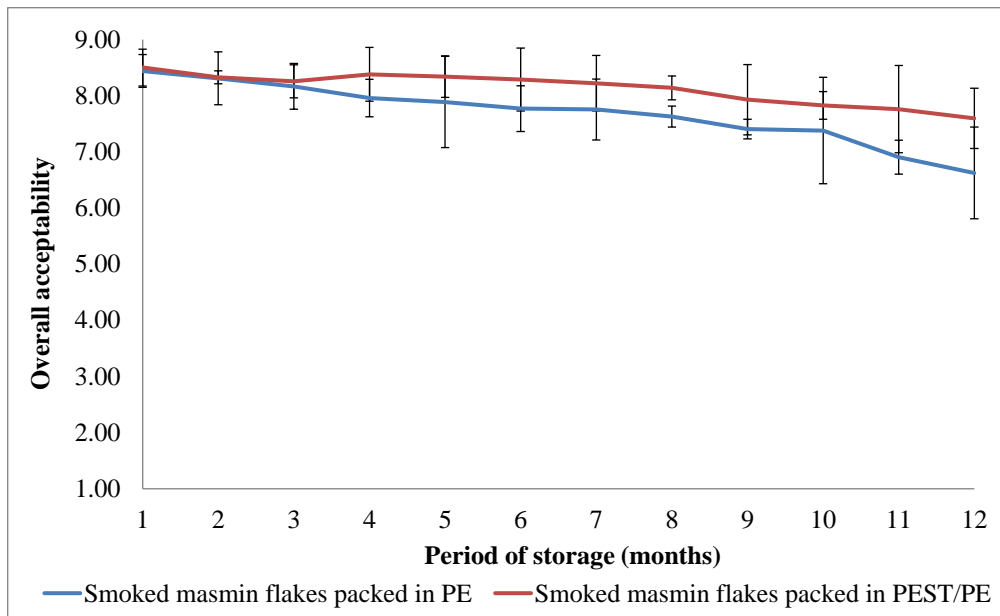 9.00
8.00
7.00
6.00
5.00
4.00
3.00
2.00
1.00
Overall acceptability
1 2 3 4 5 6 7 8 9 10 11 12
Period of storage (months)
Smoked masmin flakes packed in PE Smoked masmin flakes packed in PEST/PE